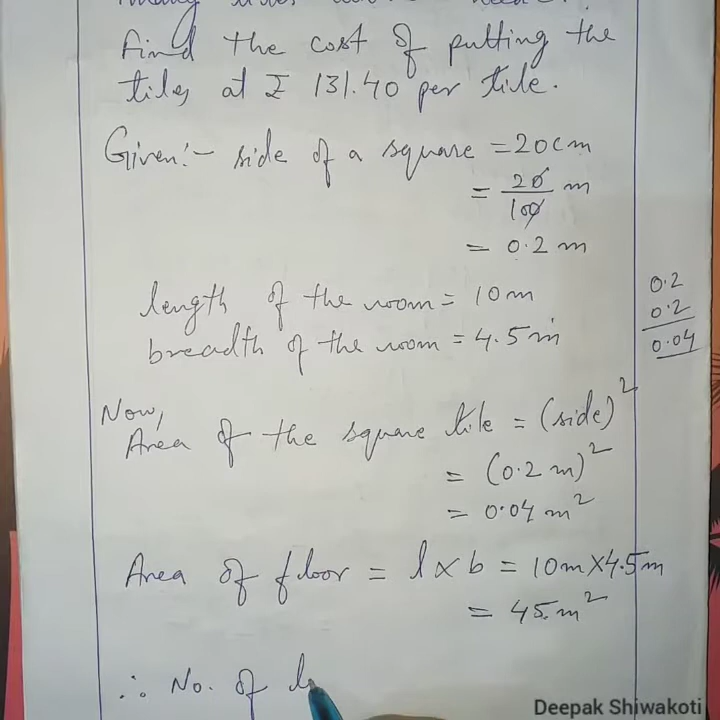 Find the cost of putting the
tiles at ₹ 131.40 per tile.
Given:- side of a square = 20cm
= 20/100 m
= 0.2 m
length of the room = 10m
breadth of the room = 4.5m
0.2
0.2
0.04
Now,
Area of the square tile = (side)²
= (0.2 m)²
= 0.04 m²
Area of floor = l × b = 10m × 4.5m
= 45m²
∴ No. of
Deepak Shiwakoti